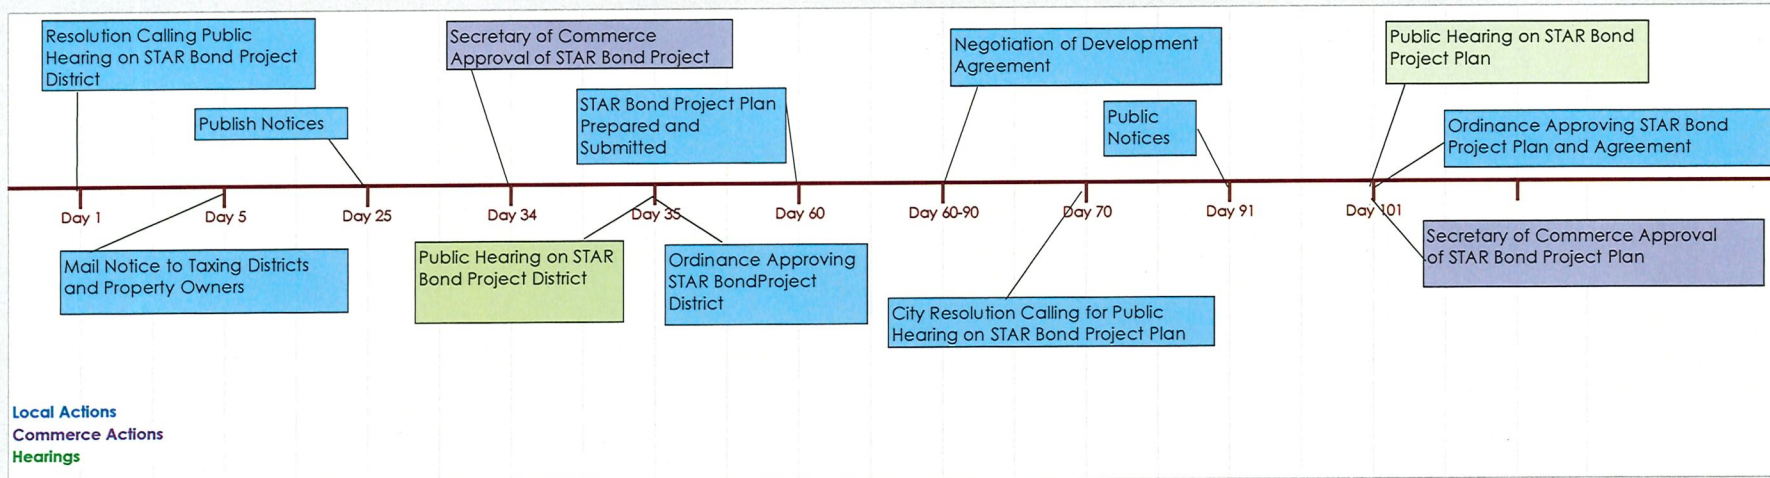 Resolution Calling Public
Hearing on STAR Bond Project
District
Publish Notices
Secretary of Commerce
Approval of STAR Bond Project
STAR Bond Project Plan
Prepared and
Submitted
Negotiation of Development
Agreement
Public
Notices
Public Hearing on STAR Bond
Project Plan
Ordinance Approving STAR Bond
Project Plan and Agreement
Day 1
Day 5
Day 25
Day 34
Day 35
Day 60
Day 60-90
Day 70
Day 91
Day 101
Mail Notice to Taxing Districts
and Property Owners
Public Hearing on STAR
Bond Project District
Ordinance Approving
STAR BondProject
District
City Resolution Calling for Public
Hearing on STAR Bond Project Plan
Secretary of Commerce Approval
of STAR Bond Project Plan
Local Actions
Commerce Actions
Hearings